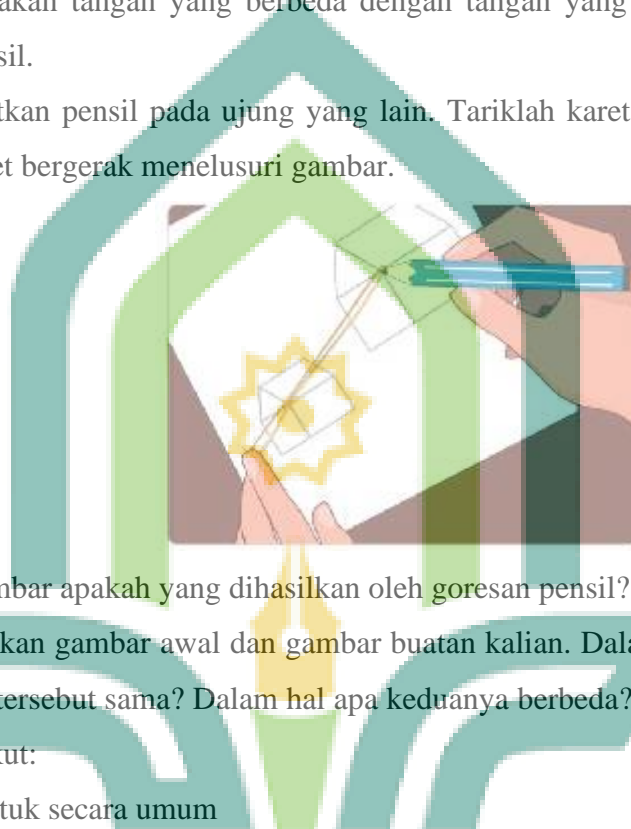 akan tangan yang berbeda dengan tangan yang
sil.
tkan pensil pada ujung yang lain. Tariklah karet
et bergerak menelusuri gambar.
mbar apakah yang dihasilkan oleh goresan pensil?
kan gambar awal dan gambar buatan kalian. Dala
tersebut sama? Dalam hal apa keduanya berbeda?
kut:
tuk secara umum